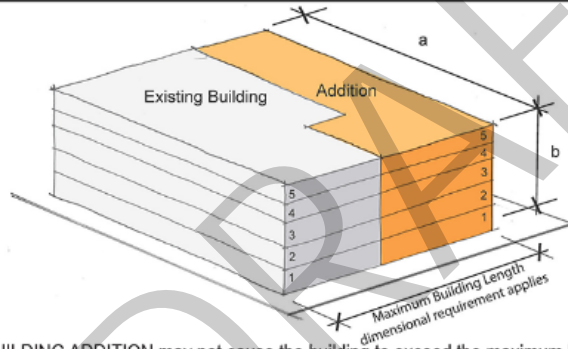 a
Existing Building
Addition
b
5
4
3
2
1
5
4
3
2
1
Maximum Building Length
dimensional requirement applies
DRAF